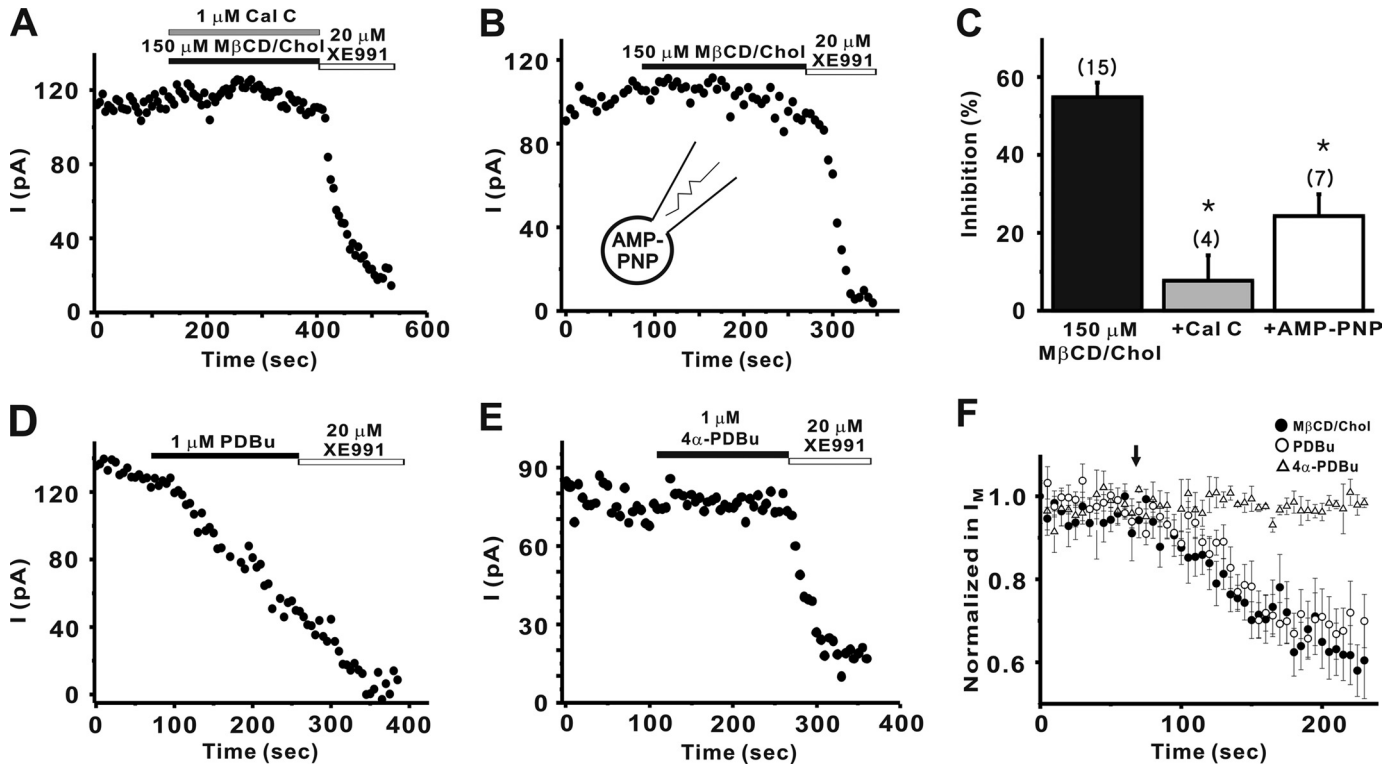 A
1 μM Cal C
150 μM MβCD/Chol
20 μM
XE991
120
80
40
0
I (pA)
0
200
400
600
Time (sec)
B
150 μM MβCD/Chol
20 μM
XE991
120
80
40
0
I (pA)
AMP-
PNP
0
100
200
300
Time (sec)
C
60
40
20
0
Inhibition (%)
(15)
*
(4)
*
(7)
150 μM
MβCD/Chol
+Cal C
+AMP-PNP
D
1 μM PDBu
20 μM
XE991
120
80
40
0
I (pA)
0
100
200
300
400
Time (sec)
E
1 μM
4α-PDBu
20 μM
XE991
90
60
30
0
I (pA)
0
100
200
300
400
Time (sec)
F
MβCD/Chol
PDBu
4α-PDBu
1.0
0.8
0.6
Normalized in IM
0
100
200
Time (sec)